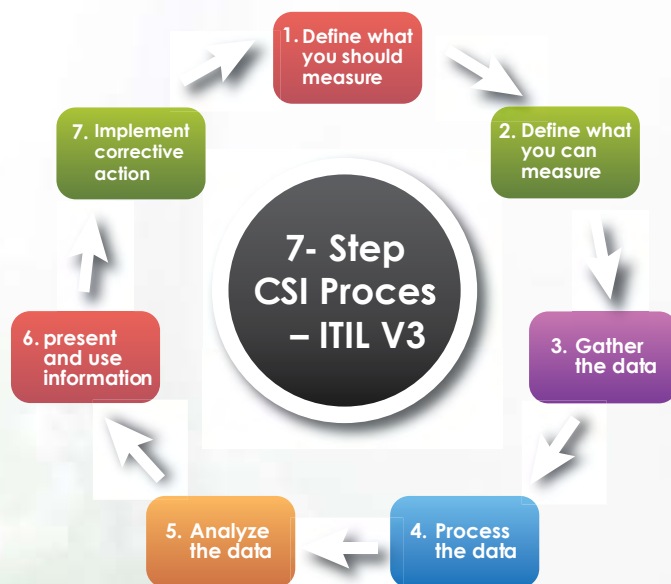 1. Define what
you should
measure
2. Define what
you can
measure
3. Gather
the data
4. Process
the data
5. Analyze
the data
6. present
and use
information
7. Implement
corrective
action
7- Step
CSI Proces
– ITIL V3